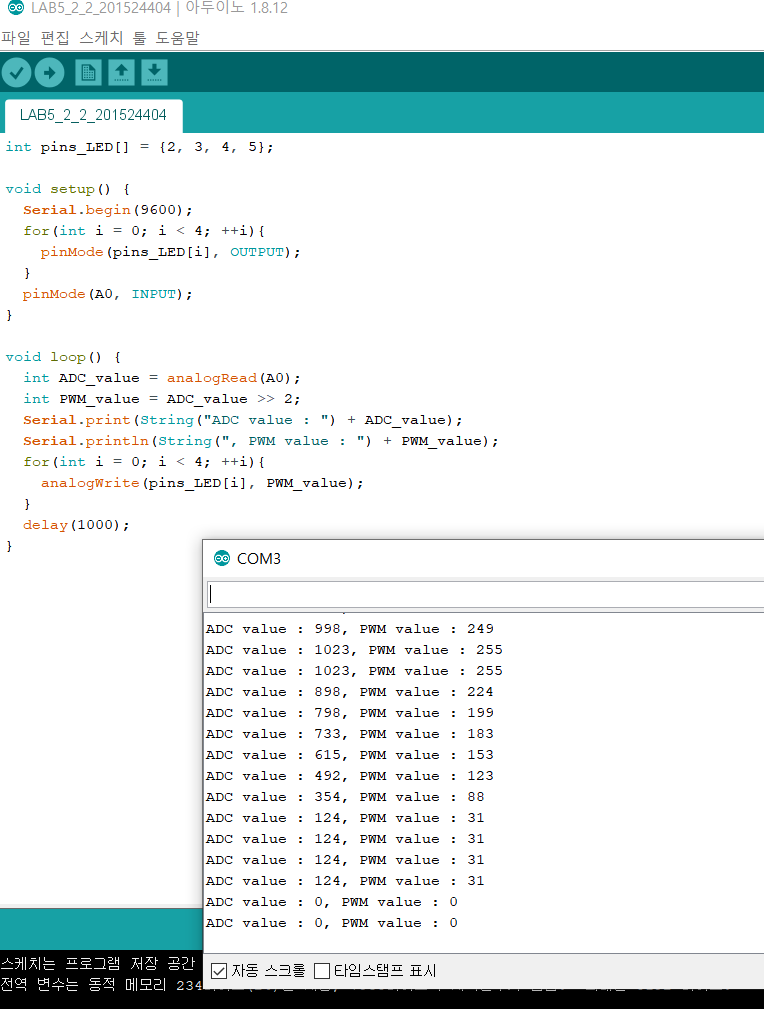 LAB5_2_2_201524404 | 아두이노 1.8.12
파일 편집 스케치 툴 도움말
LAB5_2_2_201524404
int pins_LED[] = {2, 3, 4, 5};
void setup() {
Serial.begin(9600);
for(int i = 0; i < 4; ++i){
pinMode(pins_LED[i], OUTPUT);
}
pinMode(A0, INPUT);
}
void loop() {
int ADC_value = analogRead(A0);
int PWM_value = ADC_value >> 2;
Serial.print(String("ADC value : ") + ADC_value);
Serial.println(String(", PWM value : ") + PWM_value);
for(int i = 0; i < 4; ++i){
analogWrite(pins_LED[i], PWM_value);
}
delay(1000);
}
COM3
ADC value : 998, PWM value : 249
ADC value : 1023, PWM value : 255
ADC value : 1023, PWM value : 255
ADC value : 898, PWM value : 224
ADC value : 798, PWM value : 199
ADC value : 733, PWM value : 183
ADC value : 615, PWM value : 153
ADC value : 492, PWM value : 123
ADC value : 354, PWM value : 88
ADC value : 124, PWM value : 31
ADC value : 124, PWM value : 31
ADC value : 124, PWM value : 31
ADC value : 124, PWM value : 31
ADC value : 0, PWM value : 0
ADC value : 0, PWM value : 0
자동 스크롤 타임스탬프 표시
스케치는 프로그램 저장 공간
전역 변수는 동적 메모리 234